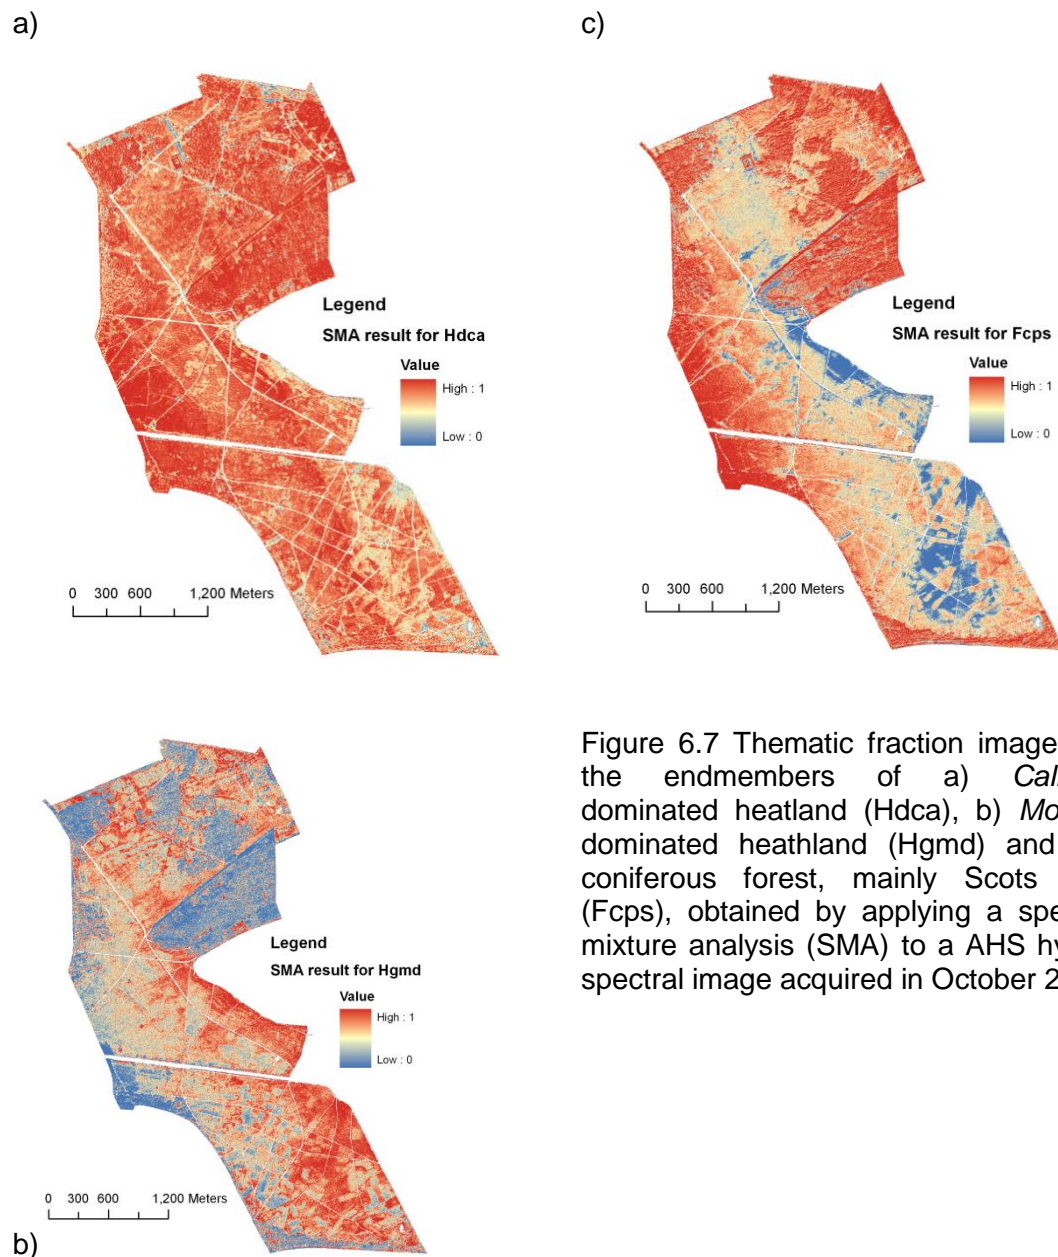 a)
c)
Legend
SMA result for Hdca
Value
High : 1
Low : 0
0 300 600 1,200 Meters
Legend
SMA result for Fcps
Value
High : 1
Low : 0
0 300 600 1,200 Meters
Legend
SMA result for Hgmd
Value
High : 1
Low : 0
0 300 600 1,200 Meters
b)
Figure 6.7 Thematic fraction image
the endmembers of a) Cal
dominated heatland (Hdca), b) Mo
dominated heathland (Hgmd) and
coniferous forest, mainly Scots
(Fcps), obtained by applying a spe
mixture analysis (SMA) to a AHS hy
spectral image acquired in October 2